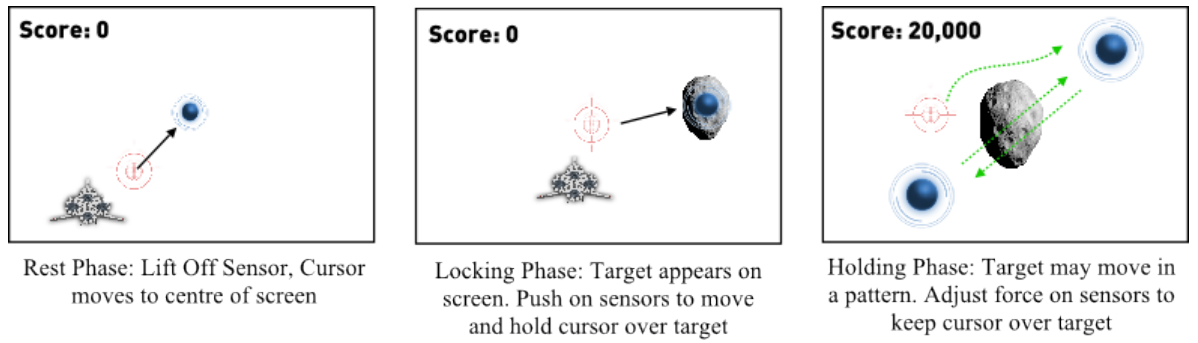 Score: 0
Rest Phase: Lift Off Sensor, Cursor
moves to centre of screen
Score: 0
Locking Phase: Target appears on
screen. Push on sensors to move
and hold cursor over target
Score: 20,000
Holding Phase: Target may move in
a pattern. Adjust force on sensors to
keep cursor over target